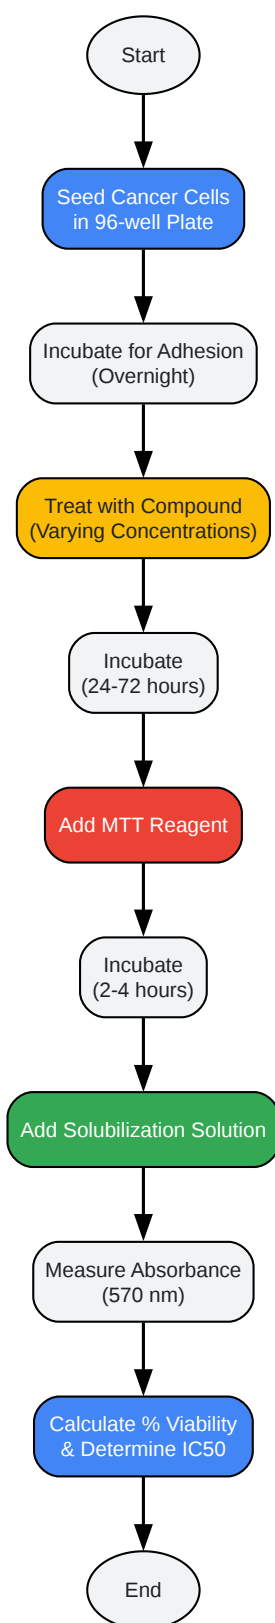 Start
Seed Cancer Cells
in 96-well Plate
Incubate for Adhesion
(Overnight)
Treat with Compound
(Varying Concentrations)
Incubate
(24-72 hours)
Add MTT Reagent
Incubate
(2-4 hours)
Add Solubilization Solution
Measure Absorbance
(570 nm)
Calculate % Viability
& Determine IC50
End